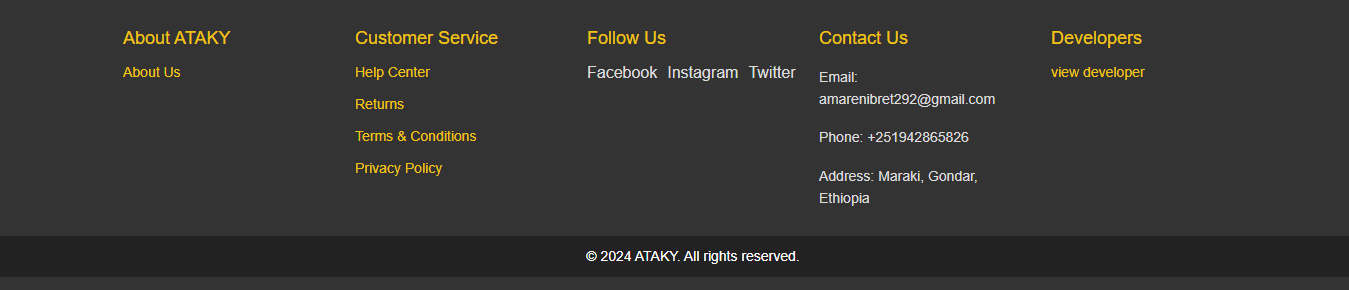 About ATAKY
About Us
Customer Service
Help Center
Returns
Terms & Conditions
Privacy Policy
Follow Us
Facebook Instagram Twitter
Contact Us
Email:
amarenibret292@gmail.com
Phone: +251942865826
Address: Maraki, Gondar,
Ethiopia
Developers
view developer
© 2024 ATAKY. All rights reserved.